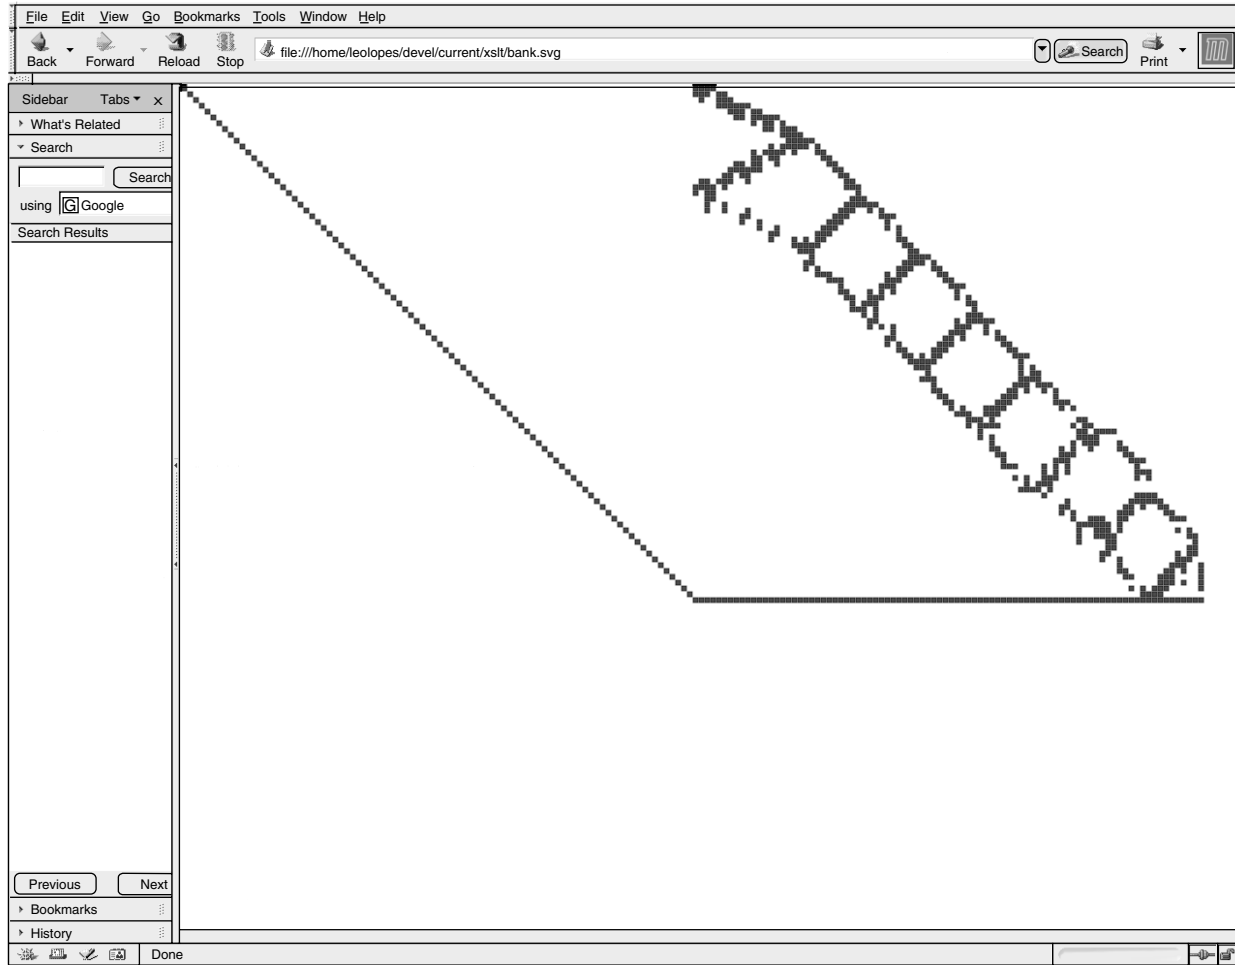 File Edit View Go Bookmarks Tools Window Help
Back Forward Reload Stop file:///home/leolopes/devel/current/xslt/bank.svg Search Print
Sidebar Tabs x
What's Related
Search
Search
using G Google
Search Results
Previous Next
Bookmarks
History
Done